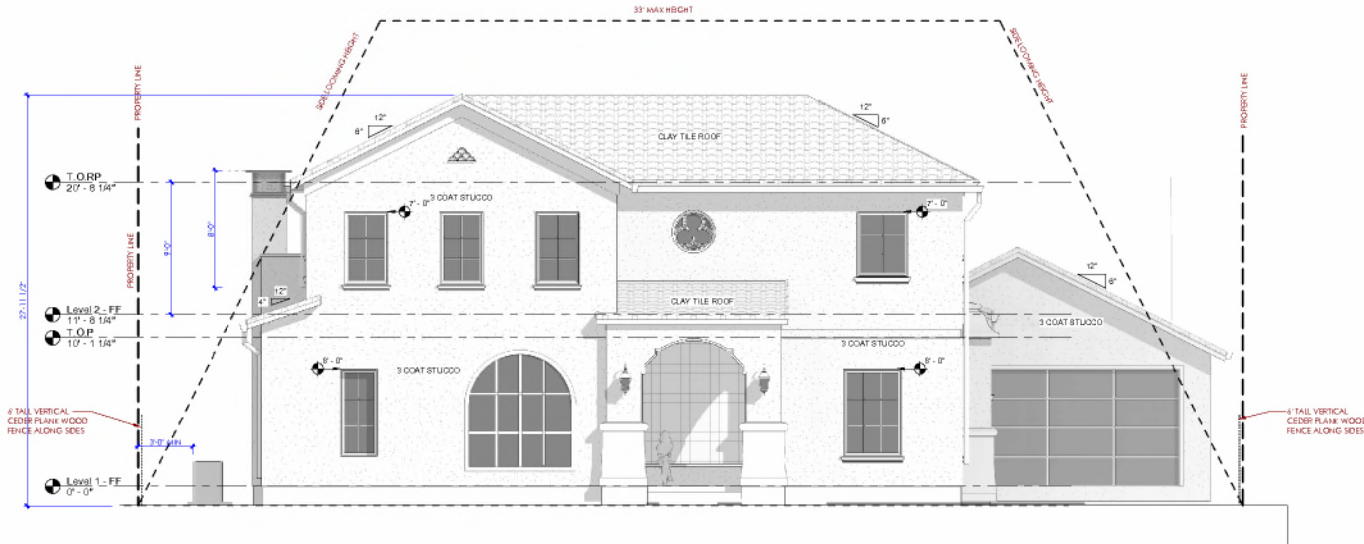 33' MAX HEIGHT
PROPERTY LINE
SIDE LOOMING HEIGHT
SIDE LOOMING HEIGHT
PROPERTY LINE
12"
6"
12"
6"
CLAY TILE ROOF
T.O.RP
20' - 8 1/4"
3 COAT STUCCO
7' - 0"
7' - 0"
8'-0"
9'-0"
PROPERTY LINE
27'-11 1/2"
12"
4"
12"
6"
CLAY TILE ROOF
Level 2 - FF
11' - 8 1/4"
T.O.P
10' - 1 1/4"
3 COAT STUCCO
3 COAT STUCCO
8' - 0"
3 COAT STUCCO
8' - 0"
6' TALL VERTICAL
CEDER PLANK WOOD
FENCE ALONG SIDES
3'-0" MIN
6' TALL VERTICAL
CEDER PLANK WOOD
FENCE ALONG SIDES
Level 1 - FF
0' - 0"